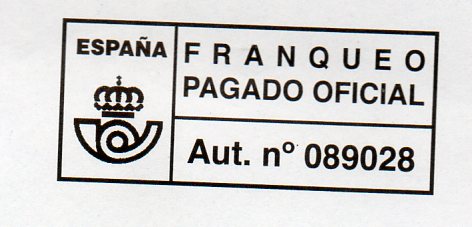 ESPAÑA
FRANQUEO
PAGADO OFICIAL
Aut. nº 089028